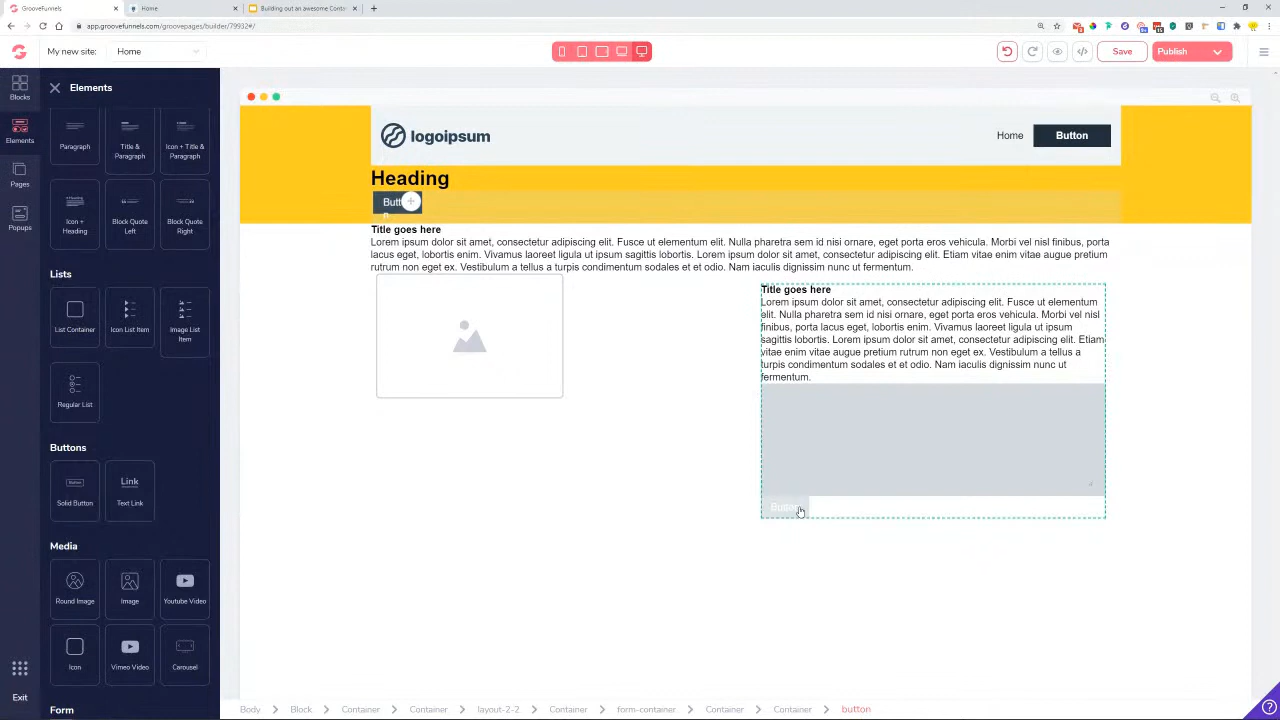 GrooveFunnels
Home
Building out an awesome Conte
app.groovefunnels.com/groovepages/builder/79932#/
My new site:
Home
Save
Publish
Blocks
Elements
Pages
Popups
Exit
Elements
Paragraph
Title &
Paragraph
Icon + Title &
Paragraph
Icon +
Heading
Block Quote
Left
Block Quote
Right
Lists
List Container
Icon List Item
Image List
Item
Regular List
Buttons
Solid Button
Link
Text Link
Media
Round Image
Image
Youtube Video
Icon
Vimeo Video
Carousel
Form
logoipsum
Home
Button
Heading
Title goes here
Lorem ipsum dolor sit amet, consectetur adipiscing elit. Fusce ut elementum elit. Nulla pharetra sem id nisi ornare, eget porta eros vehicula. Morbi vel nisl finibus, porta
lacus eget, lobortis enim. Vivamus laoreet ligula ut ipsum sagittis lobortis. Lorem ipsum dolor sit amet, consectetur adipiscing elit. Etiam vitae enim vitae augue pretium
rutrum non eget ex. Vestibulum a tellus a turpis condimentum sodales et et odio. Nam iaculis dignissim nunc ut fermentum.
Title goes here
Lorem ipsum dolor sit amet, consectetur adipiscing elit. Fusce ut elementum
elit. Nulla pharetra sem id nisi ornare, eget porta eros vehicula. Morbi vel nisl
finibus, porta lacus eget, lobortis enim. Vivamus laoreet ligula ut ipsum
sagittis lobortis. Lorem ipsum dolor sit amet, consectetur adipiscing elit. Etiam
vitae enim vitae augue pretium rutrum non eget ex. Vestibulum a tellus a
turpis condimentum sodales et et odio. Nam iaculis dignissim nunc ut
fermentum.
Button
Body
Block
Container
Container
layout-2-2
Container
form-container
Container
Container
button